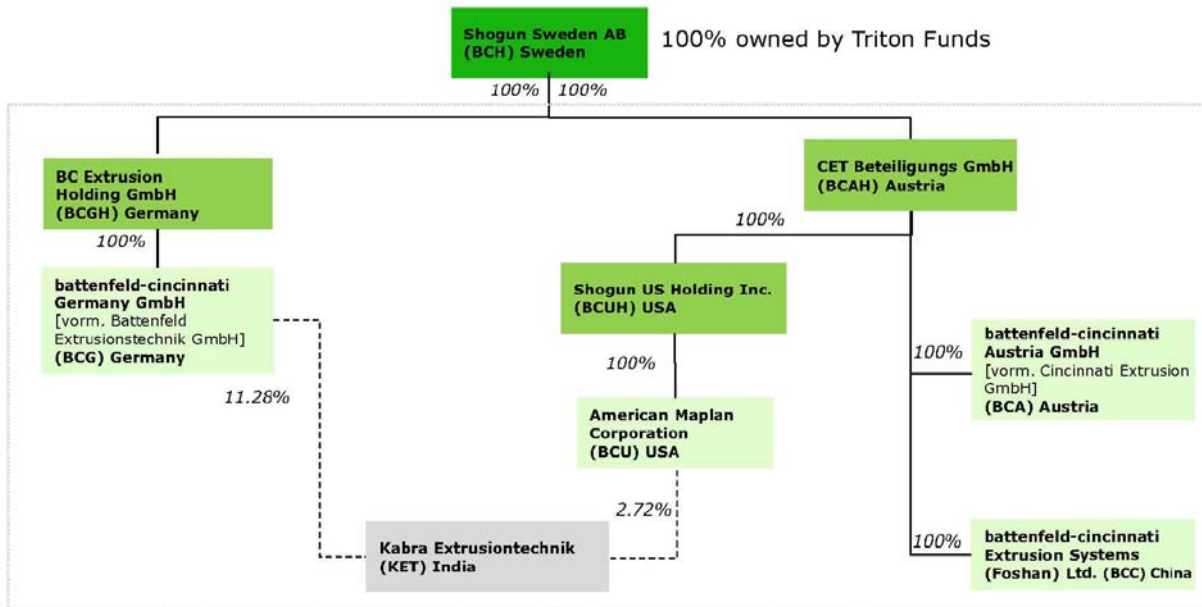 Shogun Sweden AB
(BCH) Sweden
100% owned by Triton Funds
100%
100%
BC Extrusion
Holding GmbH
(BCGH) Germany
CET Beteiligungs GmbH
(BCAH) Austria
100%
100%
battenfeld-cincinnati
Germany GmbH
[vorm. Battenfeld
Extrusionstechnik GmbH]
(BCG) Germany
Shogun US Holding Inc.
(BCUH) USA
battenfeld-cincinnati
Austria GmbH
[vorm. Cincinnati Extrusion
GmbH]
(BCA) Austria
100%
100%
11.28%
American Maplan
Corporation
(BCU) USA
2.72%
Kabra Extrusiontechnik
(KET) India
100%
battenfeld-cincinnati
Extrusion Systems
(Foshan) Ltd. (BCC) China